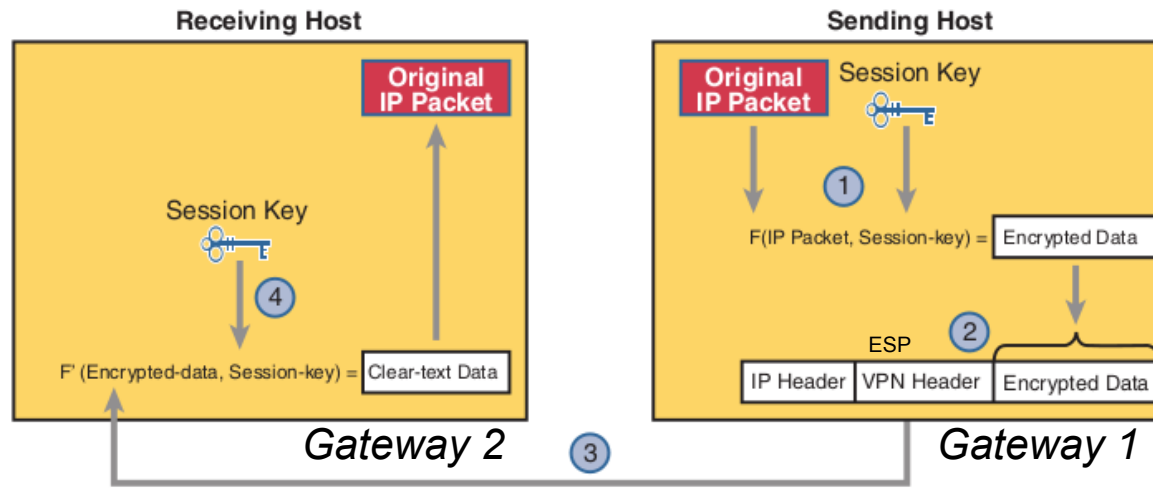 Receiving Host
Original
IP Packet
Session Key
4
F' (Encrypted-data, Session-key) = Clear-text Data
Gateway 2
3
Sending Host
Original
IP Packet
Session Key
1
F(IP Packet, Session-key) = Encrypted Data
2
ESP
IP Header VPN Header Encrypted Data
Gateway 1